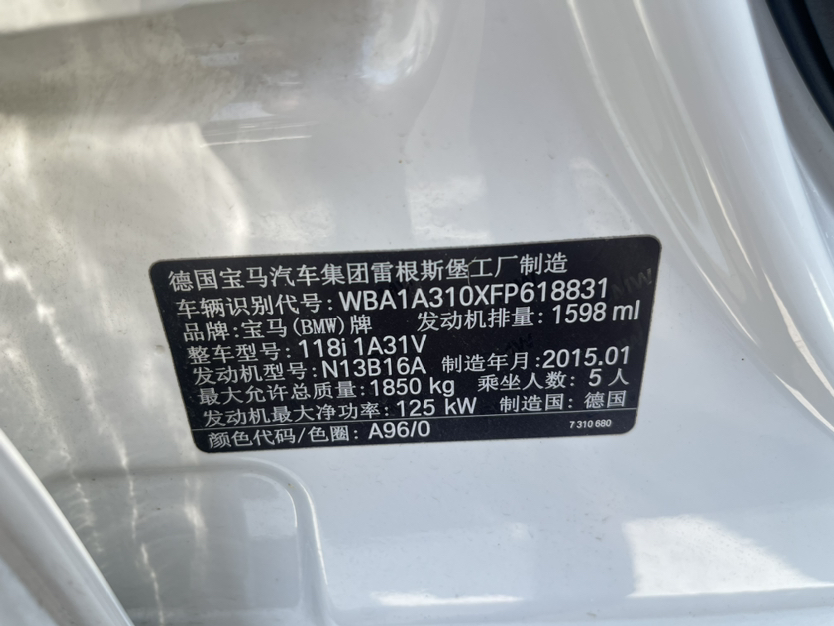 德国宝马汽车集团雷根斯堡工厂制造
车辆识别代号: WBA1A310XFP618831
品牌: 宝马(BMW)牌 发动机排量: 1598 ml
整车型号: 118i 1A31V
发动机型号: N13B16A 制造年月: 2015.01
最大允许总质量: 1850 kg 乘坐人数: 5 人
发动机最大净功率: 125 kW 制造国: 德国
颜色代码/色圈: A96/0 7 310 680